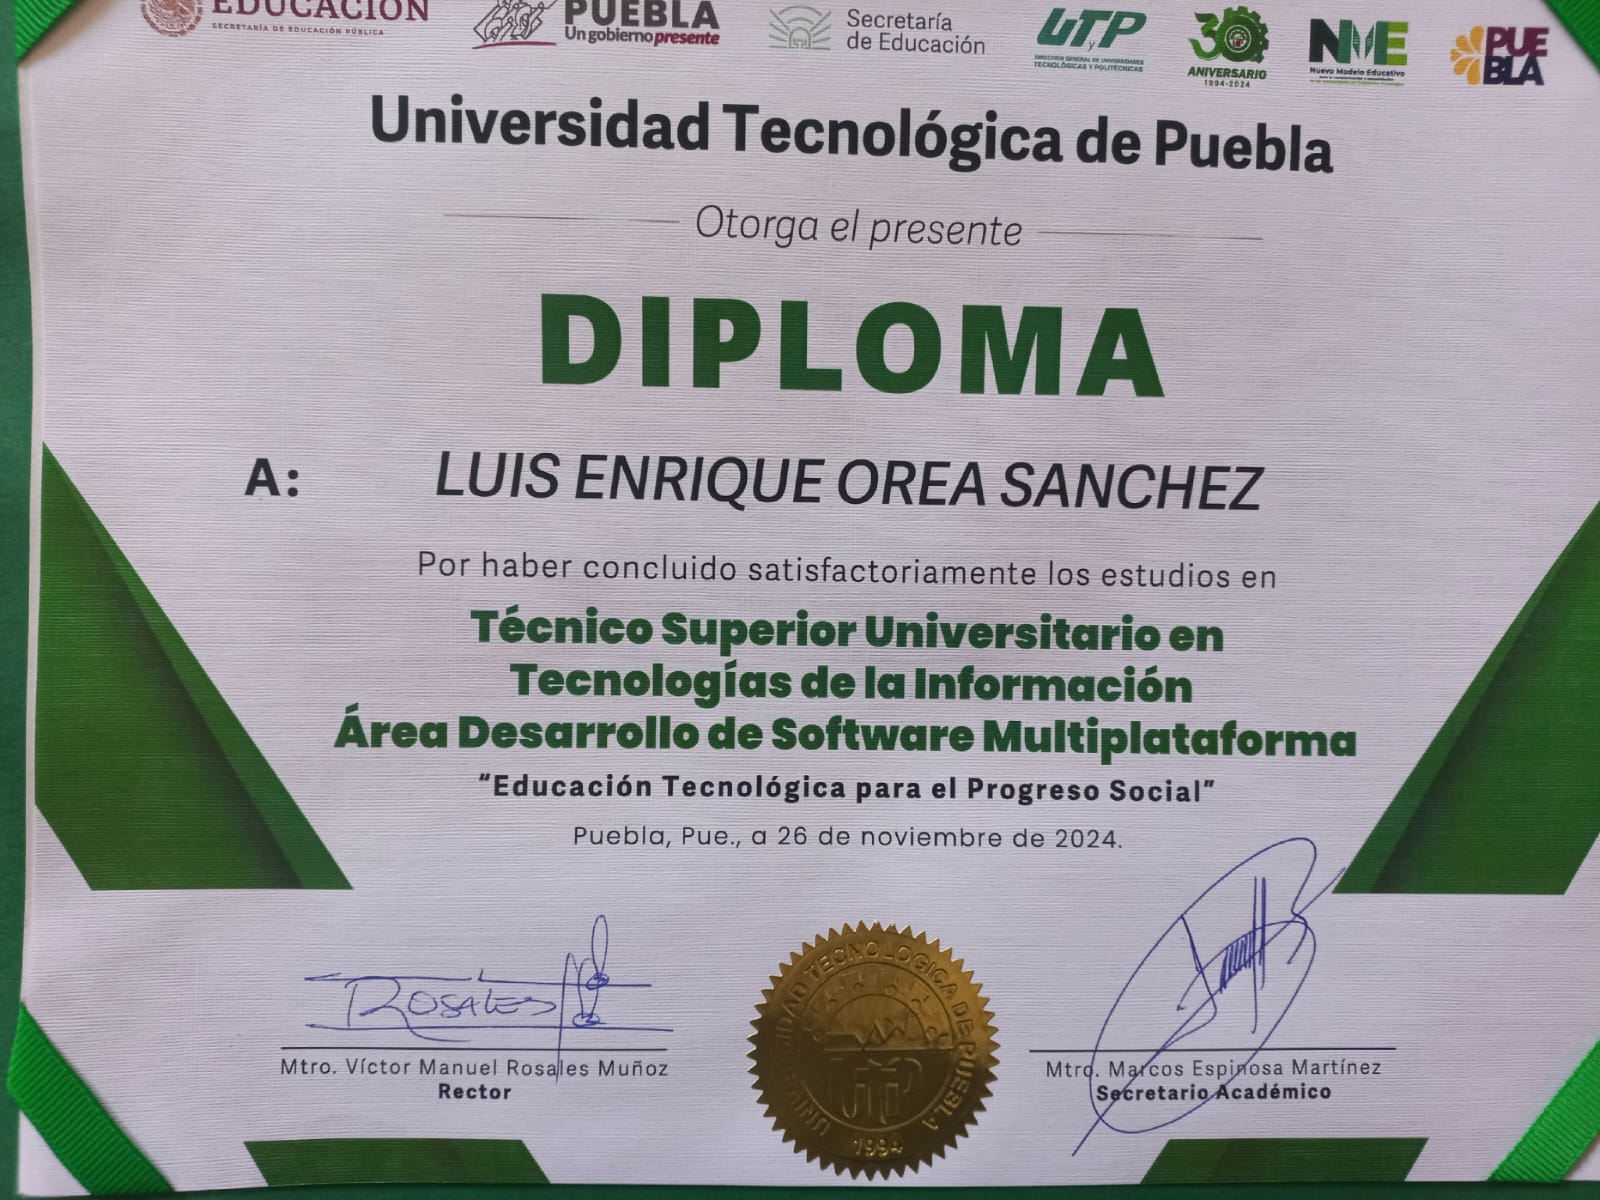 EDUCACIÓN
SECRETARÍA DE EDUCACIÓN PÚBLICA
PUEBLA
Un gobierno presente
Secretaría
de Educación
UTP
y
DIRECCIÓN GENERAL DE UNIVERSIDADES
TECNOLÓGICAS Y POLITÉCNICAS
30
ANIVERSARIO
1994-2024
NME
Nuevo Modelo Educativo
PUE
BLA
Universidad Tecnológica de Puebla
Otorga el presente
DIPLOMA
A: LUIS ENRIQUE OREA SANCHEZ
Por haber concluido satisfactoriamente los estudios en
Técnico Superior Universitario en
Tecnologías de la Información
Área Desarrollo de Software Multiplataforma
“Educación Tecnológica para el Progreso Social”
Puebla, Pue., a 26 de noviembre de 2024.
ROSALES
Mtro. Víctor Manuel Rosales Muñoz
Rector
UNIVERSIDAD TECNOLOGICA DE PUEBLA
UTP
1994
Mtro. Marcos Espinosa Martínez
Secretario Académico